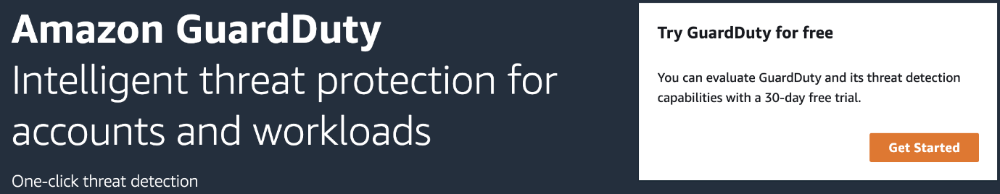 Amazon GuardDuty
Intelligent threat protection for
accounts and workloads
One-click threat detection
Try GuardDuty for free
You can evaluate GuardDuty and its threat detection
capabilities with a 30-day free trial.
Get Started